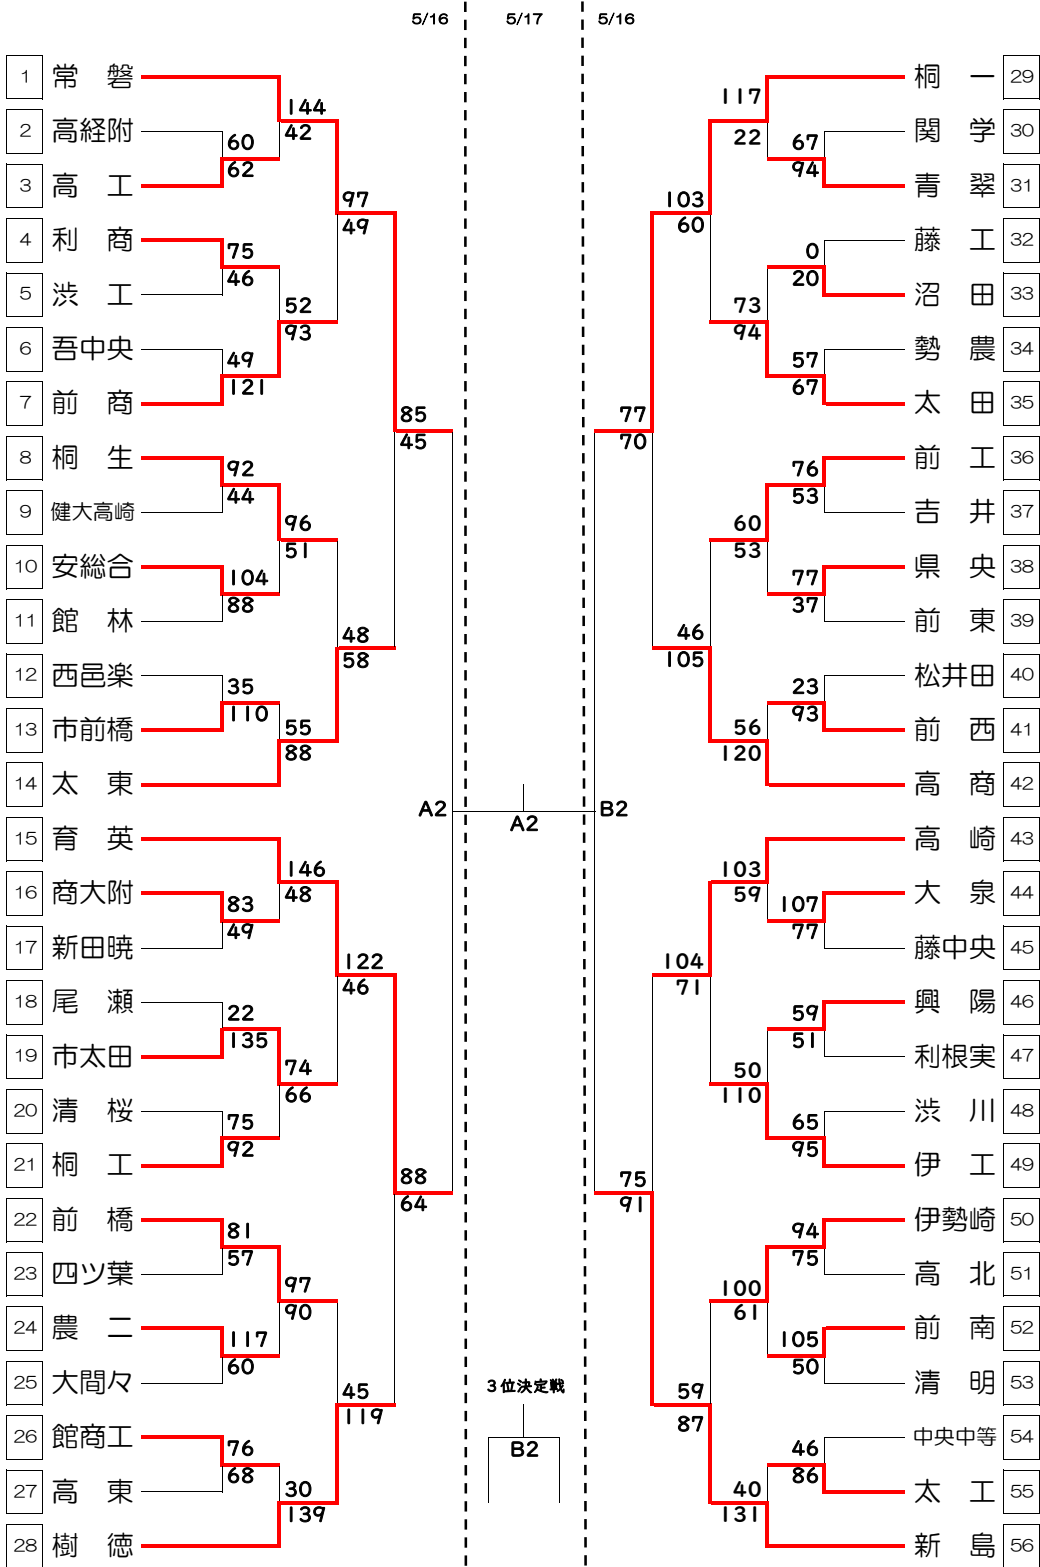 5/16 5/17 5/16
1 常 磐
2 高経附
3 高 工
4 利 商
5 渋 工
6 吾中央
7 前 商
8 桐 生
9 健大高崎
10 安総合
11 館 林
12 西邑楽
13 市前橋
14 太 東
15 育 英
16 商大附
17 新田暁
18 尾 瀬
19 市太田
20 清 桜
21 桐 工
22 前 橋
23 四ツ葉
24 農 二
25 大間々
26 館商工
27 高 東
28 樹 徳
144
42
60
62
97
49
75
46
52
93
49
121
85
45
92
44
96
51
104
88
48
58
35
110
55
88
A2
146
48
83
49
122
46
22
135
74
66
75
92
88
64
81
57
97
90
117
60
45
119
76
68
30
139
A2
3位決定戦
B2
117
22
67
94
103
60
0
20
73
94
57
67
77
70
76
53
60
53
77
37
46
105
23
93
56
120
B2
103
59
107
77
104
71
59
51
50
110
65
95
75
91
94
75
100
61
105
50
59
87
46
86
40
131
桐 一 29
関 学 30
青 翠 31
藤 工 32
沼 田 33
勢 農 34
太 田 35
前 工 36
吉 井 37
県 央 38
前 東 39
松井田 40
前 西 41
高 商 42
高 崎 43
大 泉 44
藤中央 45
興 陽 46
利根実 47
渋 川 48
伊 工 49
伊勢崎 50
高 北 51
前 南 52
清 明 53
中央中等 54
太 工 55
新 島 56